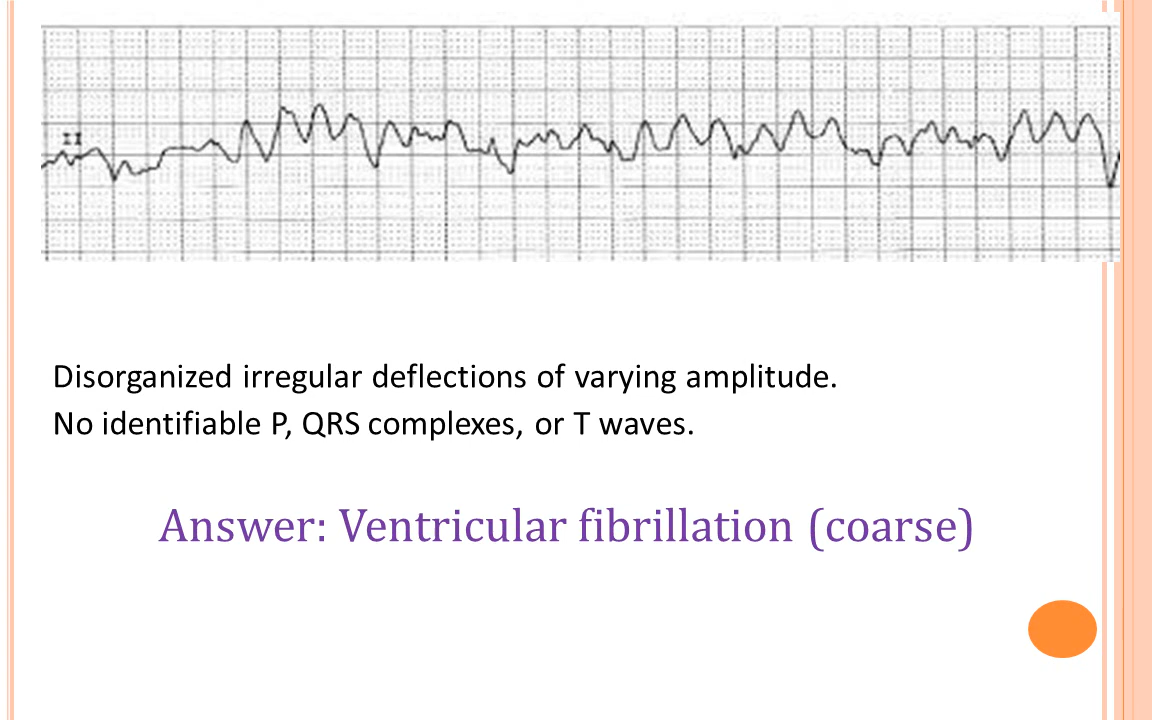 II
Disorganized irregular deflections of varying amplitude.
No identifiable P, QRS complexes, or T waves.
Answer: Ventricular fibrillation (coarse)